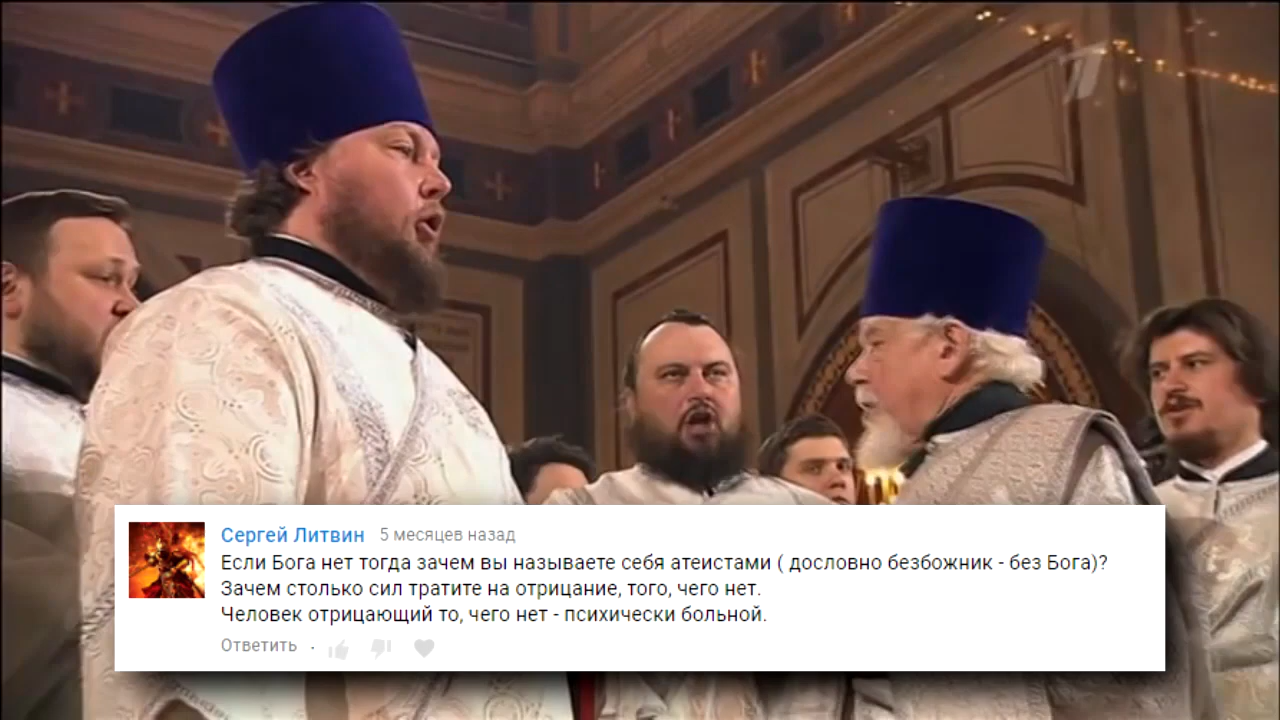 Сергей Литвин 5 месяцев назад
Если Бога нет тогда зачем вы называете себя атеистами ( дословно безбожник - без Бога)?
Зачем столько сил тратите на отрицание, того, чего нет.
Человек отрицающий то, чего нет - психически больной.
Ответить ·